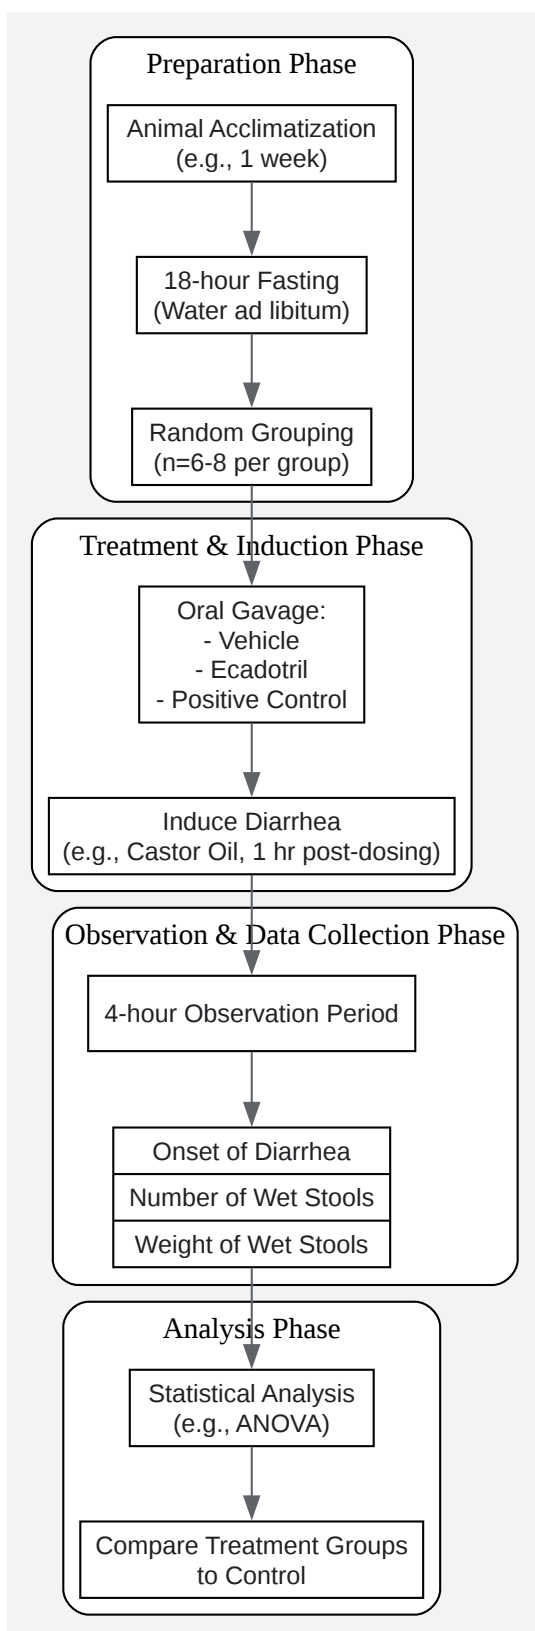 Preparation Phase
Animal Acclimatization
(e.g., 1 week)
18-hour Fasting
(Water ad libitum)
Random Grouping
(n=6-8 per group)
Treatment & Induction Phase
Oral Gavage:
- Vehicle
- Ecadotril
- Positive Control
Induce Diarrhea
(e.g., Castor Oil, 1 hr post-dosing)
Observation & Data Collection Phase
4-hour Observation Period
Onset of Diarrhea
Number of Wet Stools
Weight of Wet Stools
Analysis Phase
Statistical Analysis
(e.g., ANOVA)
Compare Treatment Groups
to Control